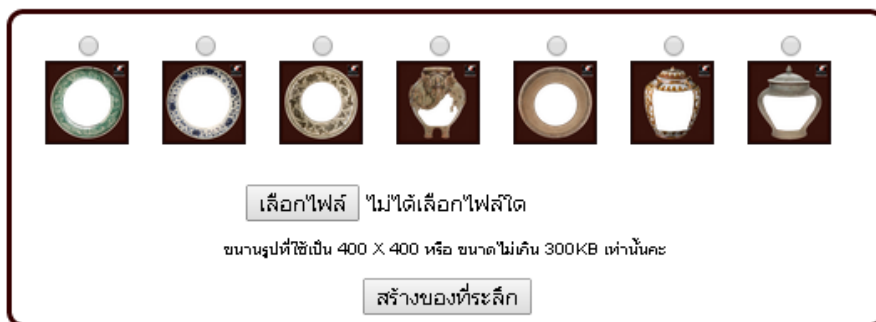 เลือกไฟล์ ไม่ได้เลือกไฟล์ใด
ขนานรูปที่ใช้เป็น 400 X 400 หรือ ขนาดไม่เกิน 300KB เท่านั้นคะ
สร้างของที่ระลึก